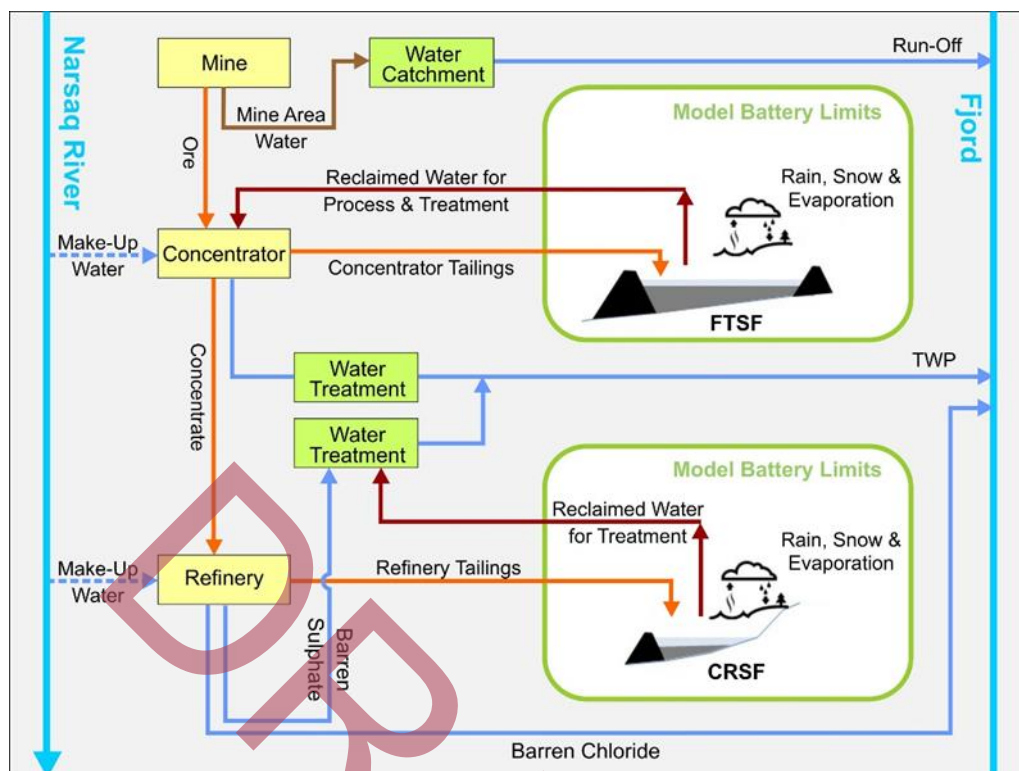 Narsaq River
Mine
Water
Catchment
Run-Off
Fjord
Mine Area
Water
Ore
Model Battery Limits
Rain, Snow &
Evaporation
Reclaimed Water for
Process & Treatment
Make-Up
Water
Concentrator
Concentrator Tailings
FTSF
Concentrate
Water
Treatment
TWP
Water
Treatment
Model Battery Limits
Reclaimed Water
for Treatment
Rain, Snow &
Evaporation
Make-Up
Water
Refinery
Refinery Tailings
Barren
Sulphate
CRSF
Barren Chloride
DR